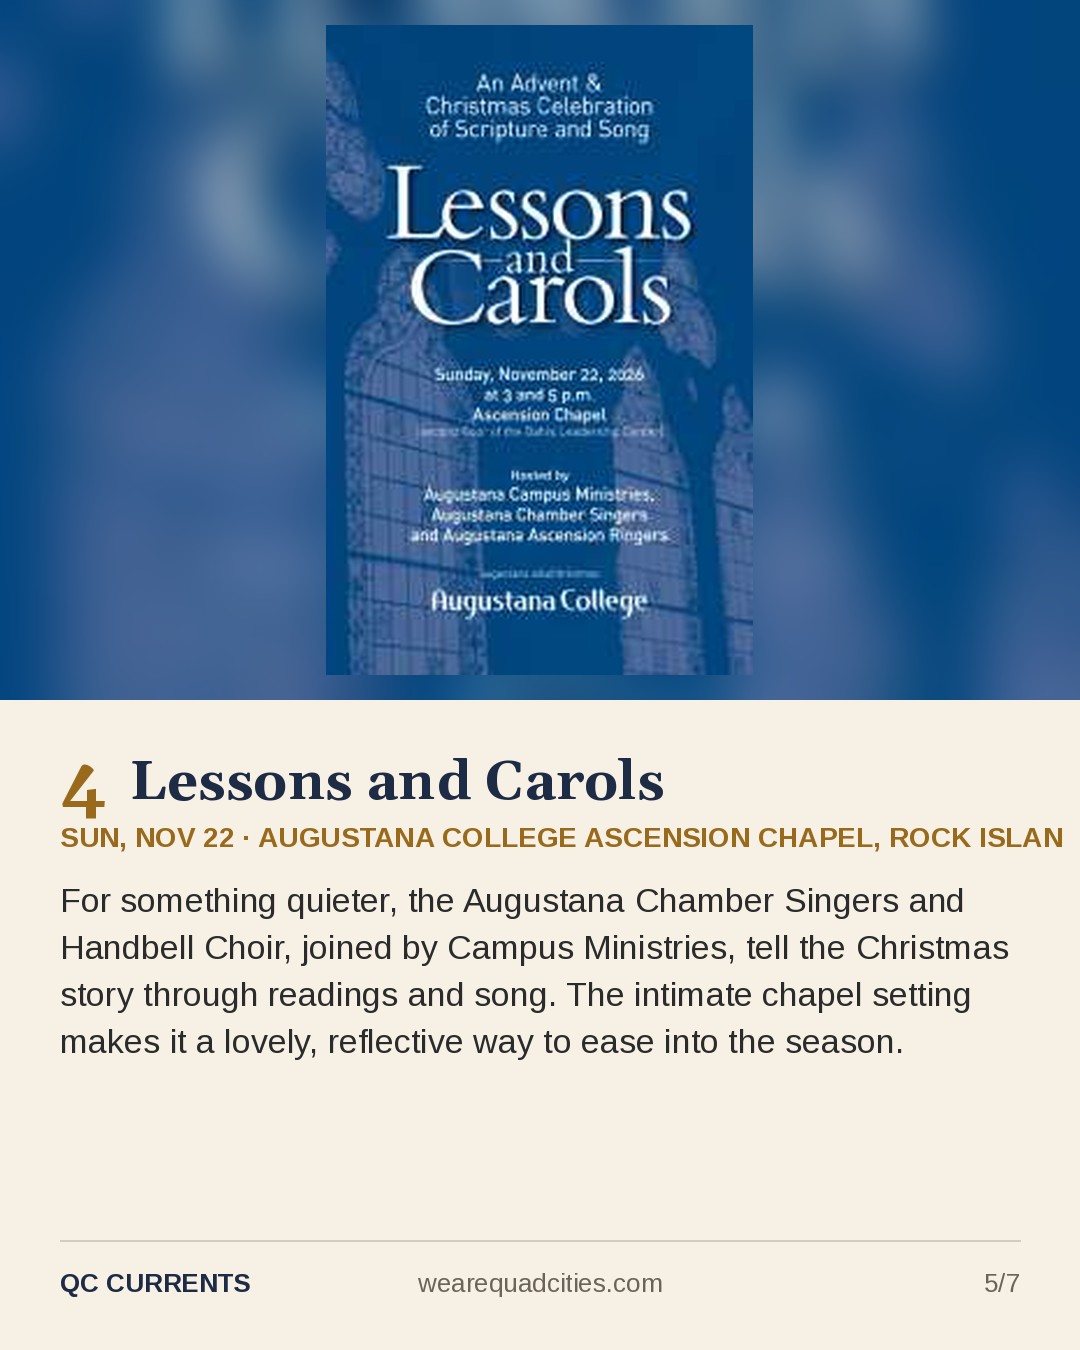 An Advent &
Christmas Celebration
of Scripture and Song
Lessons
and
Carols
Sunday, November 22, 2026
at 3 and 5 p.m.
Ascension Chapel
Hosted by
Augustana Campus Ministries,
Augustana Chamber Singers
and Augustana Ascension Ringers
Augustana College
4 Lessons and Carols
SUN, NOV 22 · AUGUSTANA COLLEGE ASCENSION CHAPEL, ROCK ISLAN
For something quieter, the Augustana Chamber Singers and
Handbell Choir, joined by Campus Ministries, tell the Christmas
story through readings and song. The intimate chapel setting
makes it a lovely, reflective way to ease into the season.
QC CURRENTS wearequadcities.com 5/7